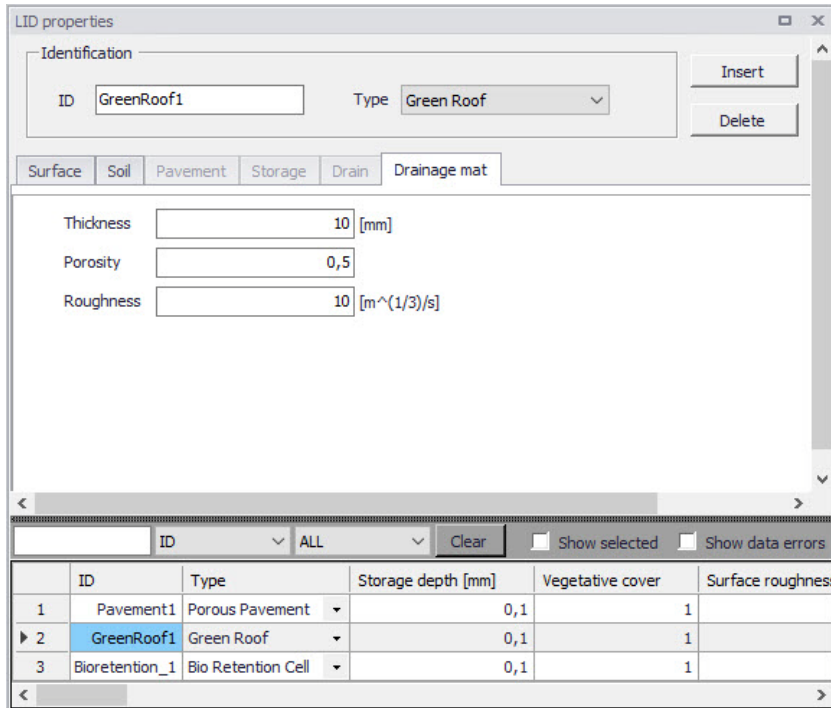 LID properties
Identification
Insert
ID GreenRoof1 Type Green Roof
Delete
Surface Soil Pavement Storage Drain Drainage mat
Thickness 10 [mm]
Porosity 0,5
Roughness 10 [m^(1/3)/s]
ID ALL Clear Show selected Show data errors
ID Type Storage depth [mm] Vegetative cover Surface roughness
1 Pavement1 Porous Pavement 0,1 1
2 GreenRoof1 Green Roof 0,1 1
3 Bioretention_1 Bio Retention Cell 0,1 1